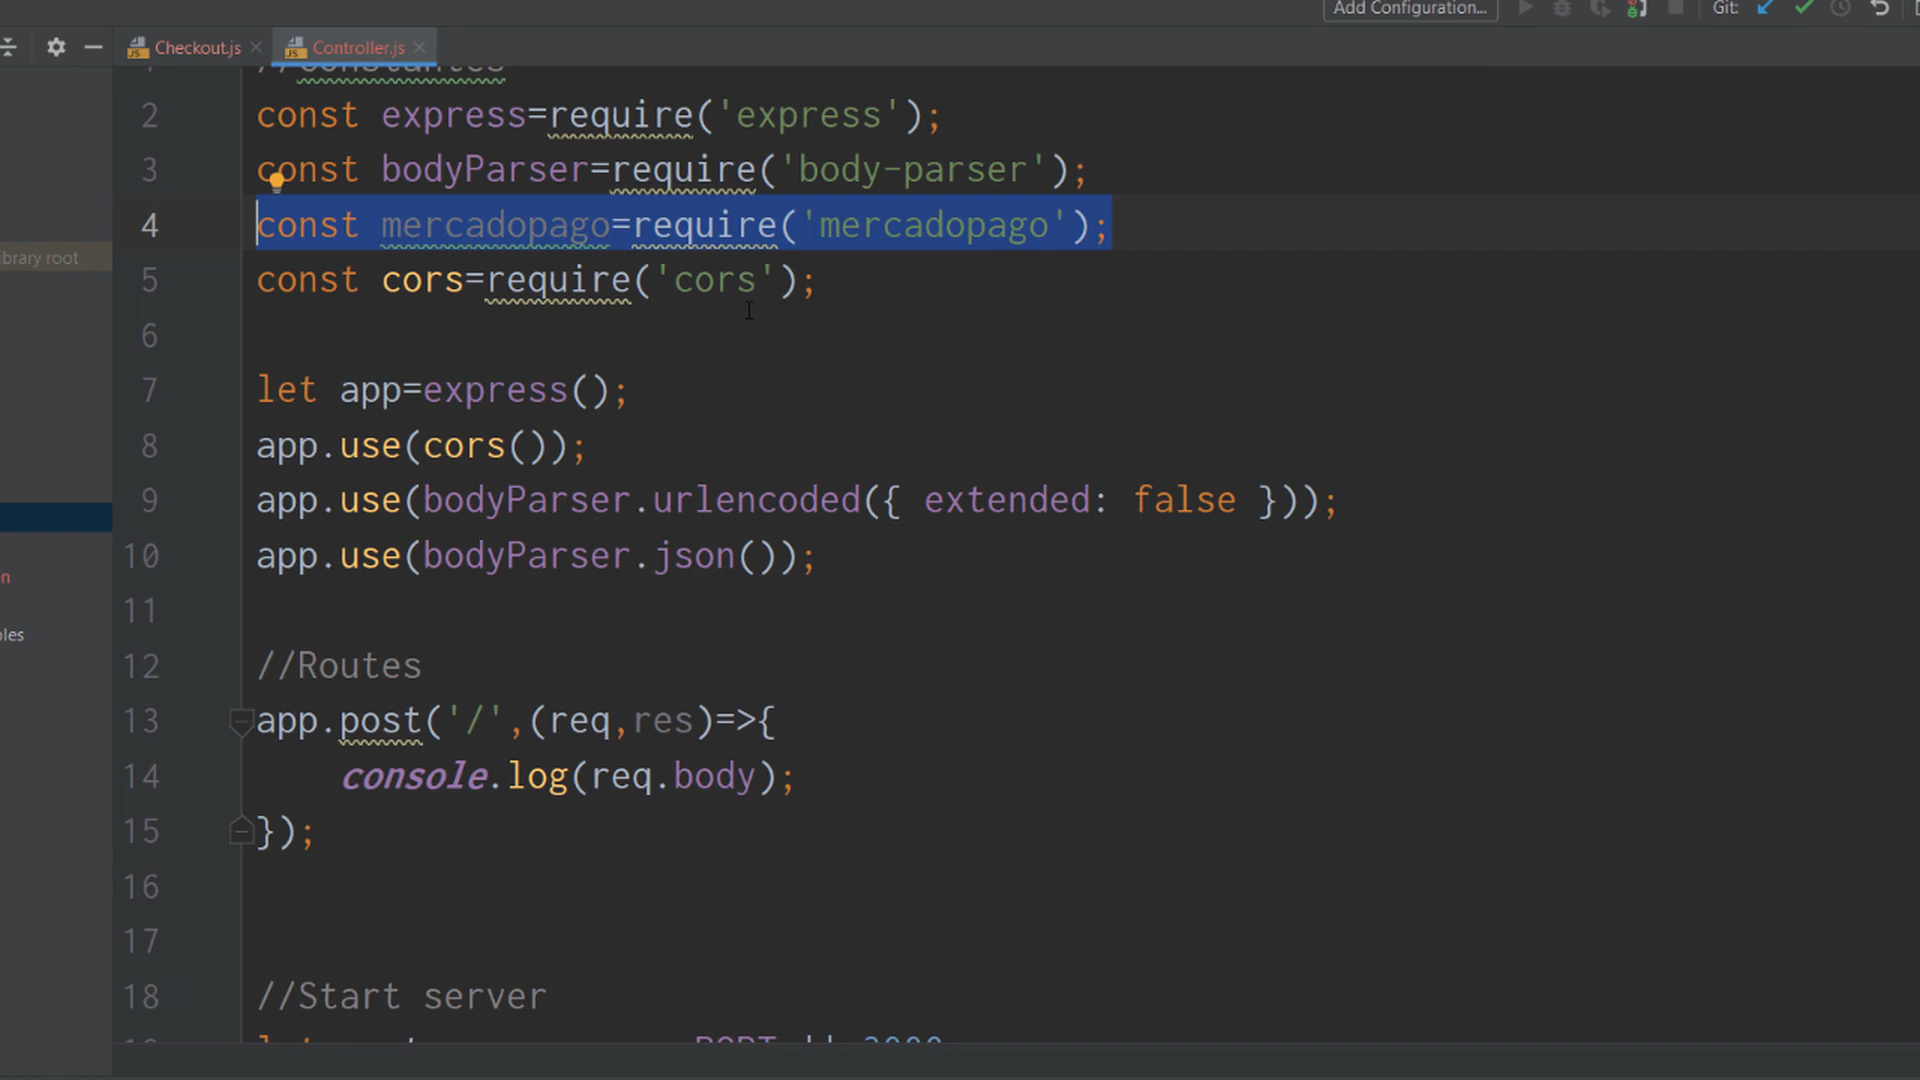 Add Configuration...
Git:
Checkout.js
Controller.js
2 const express=require('express');
3 const bodyParser=require('body-parser');
4 const mercadopago=require('mercadopago');
ibrary root
5 const cors=require('cors');
6
7 let app=express();
8 app.use(cors());
9 app.use(bodyParser.urlencoded({ extended: false }));
10 app.use(bodyParser.json());
n
11
les
12 //Routes
13 app.post('/',(req,res)=>{
14 console.log(req.body);
15 });
16
17
18 //Start server